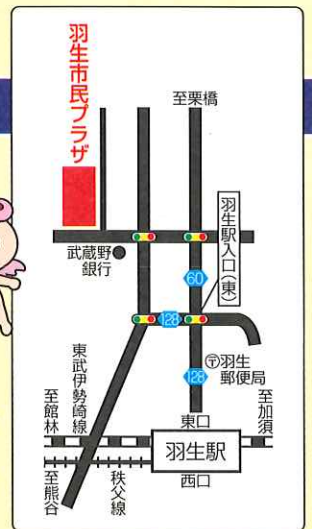 羽生市民プラザ
至栗橋
羽生駅入口(東)
武蔵野
銀行
60
128
〒羽生
郵便局
128
東武伊勢崎線
東口
至館林
羽生駅
至加須
至熊谷
秩父線
西口